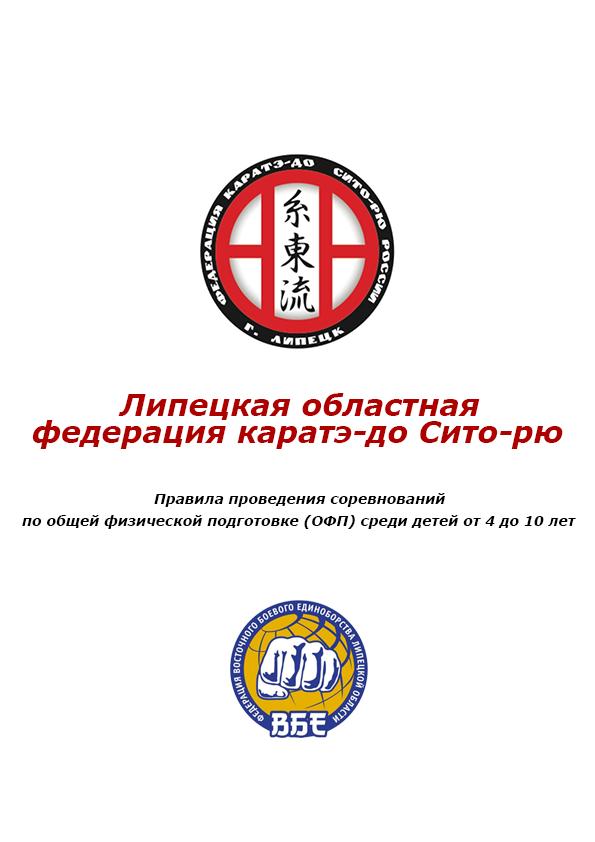 ФЕДЕРАЦИЯ КАРАТЭ-ДО СИТО-РЮ РОССИИ
糸東流
Г. ЛИПЕЦК
Липецкая областная
федерация каратэ-до Сито-рю
Правила проведения соревнований
по общей физической подготовке (ОФП) среди детей от 4 до 10 лет
ФЕДЕРАЦИЯ ВОСТОЧНОГО БОЕВОГО ЕДИНОБОРСТВА ЛИПЕЦКОЙ ОБЛАСТИ
ВБЕ